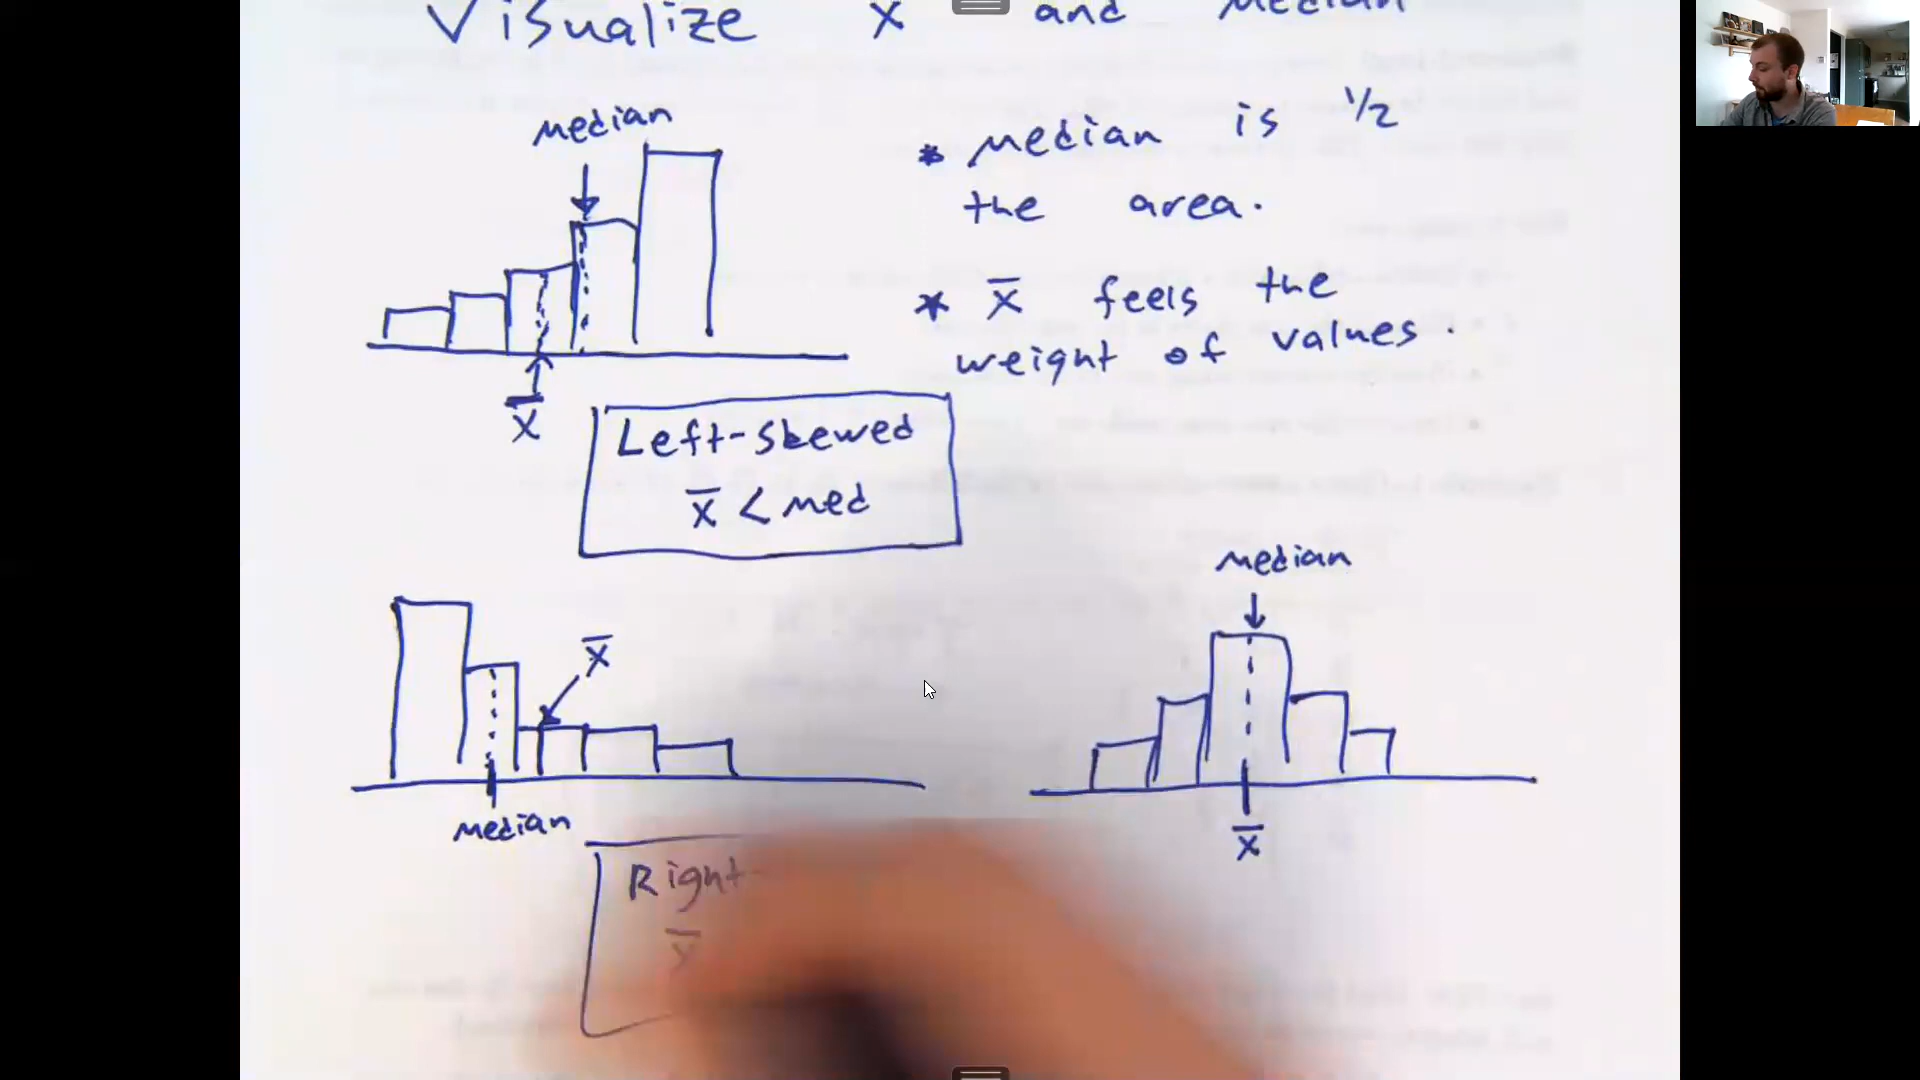 Visualize x and Median
Median
* Median is 1/2
the area.
* x̄ feels the
weight of values.
x̄
Left-skewed
x̄ < Med
Median
x̄
Median
x̄
Right-
x̄